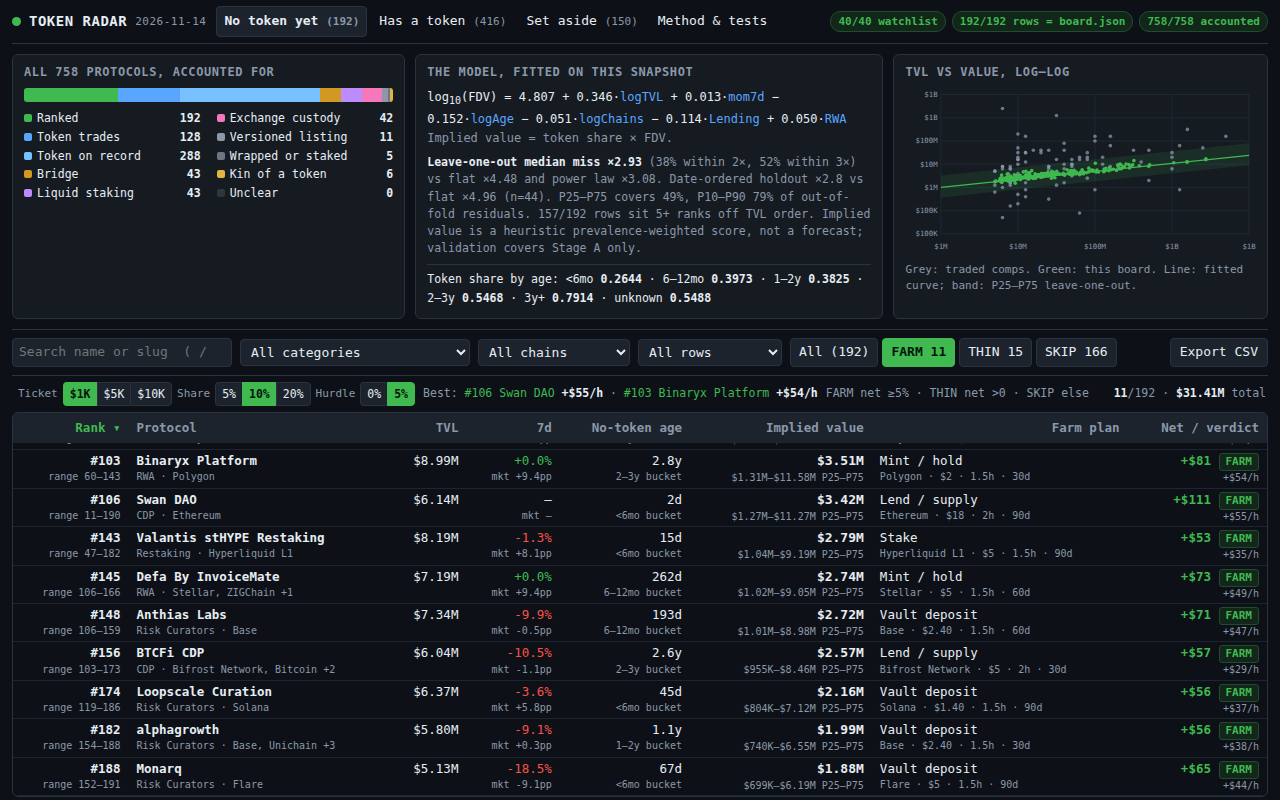 TOKEN RADAR 2026-11-14 No token yet (192) Has a token (416) Set aside (150) Method & tests 40/40 watchlist 192/192 rows = board.json 758/758 accounted
ALL 758 PROTOCOLS, ACCOUNTED FOR
Ranked 192 Exchange custody 42
Token trades 128 Versioned listing 11
Token on record 288 Wrapped or staked 5
Bridge 43 Kin of a token 6
Liquid staking 43 Unclear 0
THE MODEL, FITTED ON THIS SNAPSHOT
log10(FDV) = 4.807 + 0.346·logTVL + 0.013·mom7d −
0.152·logAge − 0.051·logChains − 0.114·Lending + 0.050·RWA
Implied value = token share × FDV.
Leave-one-out median miss ×2.93 (38% within 2×, 52% within 3×)
vs flat ×4.48 and power law ×3.08. Date-ordered holdout ×2.8 vs
flat ×4.96 (n=44). P25–P75 covers 49%, P10–P90 79% of out-of-
fold residuals. 157/192 rows sit 5+ ranks off TVL order. Implied
value is a heuristic prevalence-weighted score, not a forecast;
validation covers Stage A only.
Token share by age: <6mo 0.2644 · 6–12mo 0.3973 · 1–2y 0.3825 ·
2–3y 0.5468 · 3y+ 0.7914 · unknown 0.5488
TVL VS VALUE, LOG–LOG
$1B
$1B
$100M
$10M
$1M
$100K
$100K
$1M $10M $100M $1B $1B
Grey: traded comps. Green: this board. Line: fitted
curve; band: P25–P75 leave-one-out.
Search name or slug ( / All categories All chains All rows All (192) FARM 11 THIN 15 SKIP 166 Export CSV
Ticket $1K $5K $10K Share 5% 10% 20% Hurdle 0% 5% Best: #106 Swan DAO +$55/h · #103 Binaryx Platform +$54/h FARM net ≥5% · THIN net >0 · SKIP else 11/192 · $31.41M total
Rank ▾ Protocol TVL 7d No-token age Implied value Farm plan Net / verdict
#103 Binaryx Platform $8.99M +0.0% 2.8y $3.51M Mint / hold +$81 FARM
range 60–143 RWA · Polygon mkt +9.4pp 2–3y bucket $1.31M–$11.58M P25–P75 Polygon · $2 · 1.5h · 30d +$54/h
#106 Swan DAO $6.14M — 2d $3.42M Lend / supply +$111 FARM
range 11–190 CDP · Ethereum mkt — <6mo bucket $1.27M–$11.27M P25–P75 Ethereum · $18 · 2h · 90d +$55/h
#143 Valantis stHYPE Restaking $8.19M -1.3% 15d $2.79M Stake +$53 FARM
range 47–182 Restaking · Hyperliquid L1 mkt +8.1pp <6mo bucket $1.04M–$9.19M P25–P75 Hyperliquid L1 · $5 · 1.5h · 90d +$35/h
#145 Defa By InvoiceMate $7.19M +0.0% 262d $2.74M Mint / hold +$73 FARM
range 106–166 RWA · Stellar, ZIGChain +1 mkt +9.4pp 6–12mo bucket $1.02M–$9.05M P25–P75 Stellar · $5 · 1.5h · 60d +$49/h
#148 Anthias Labs $7.34M -9.9% 193d $2.72M Vault deposit +$71 FARM
range 106–159 Risk Curators · Base mkt -0.5pp 6–12mo bucket $1.01M–$8.98M P25–P75 Base · $2.40 · 1.5h · 60d +$47/h
#156 BTCFi CDP $6.04M -10.5% 2.6y $2.57M Lend / supply +$57 FARM
range 103–173 CDP · Bifrost Network, Bitcoin +2 mkt -1.1pp 2–3y bucket $955K–$8.46M P25–P75 Bifrost Network · $5 · 2h · 30d +$29/h
#174 Loopscale Curation $6.37M -3.6% 45d $2.16M Vault deposit +$56 FARM
range 119–186 Risk Curators · Solana mkt +5.8pp <6mo bucket $804K–$7.12M P25–P75 Solana · $1.40 · 1.5h · 90d +$37/h
#182 alphagrowth $5.80M -9.1% 1.1y $1.99M Vault deposit +$56 FARM
range 154–188 Risk Curators · Base, Unichain +3 mkt +0.3pp 1–2y bucket $740K–$6.55M P25–P75 Base · $2.40 · 1.5h · 30d +$38/h
#188 Monarq $5.13M -18.5% 67d $1.88M Vault deposit +$65 FARM
range 152–191 Risk Curators · Flare mkt -9.1pp <6mo bucket $699K–$6.19M P25–P75 Flare · $5 · 1.5h · 90d +$44/h